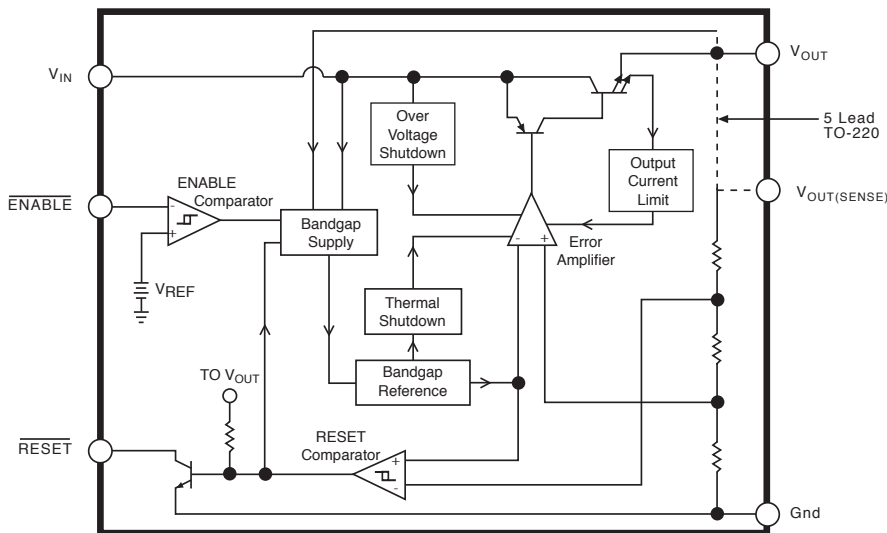 VOUT
VIN
Over
Voltage
Shutdown
5 Lead
TO-220
Output
Current
Limit
ENABLE
Comparator
ENABLE
-
+
Bandgap
Supply
VOUT(SENSE)
Error
Amplifier
-
+
VREF
Thermal
Shutdown
Bandgap
Reference
TO VOUT
RESET
RESET
Comparator
+
-
Gnd